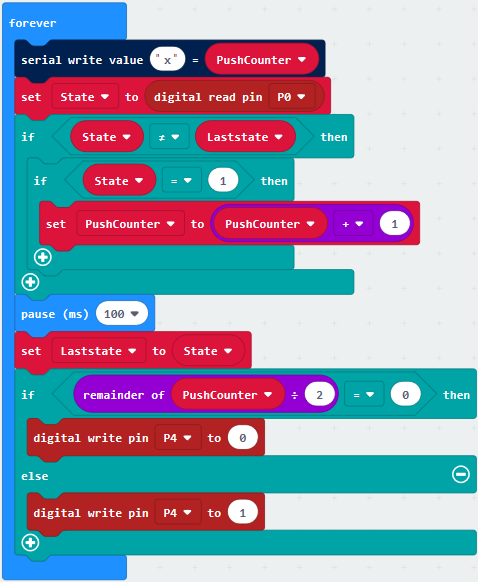 forever
serial write value "x" = PushCounter
set State to digital read pin P0
if State ≠ Laststate then
if State = 1 then
set PushCounter to PushCounter + 1
pause (ms) 100
set Laststate to State
if remainder of PushCounter ÷ 2 = 0 then
digital write pin P4 to 0
else
digital write pin P4 to 1